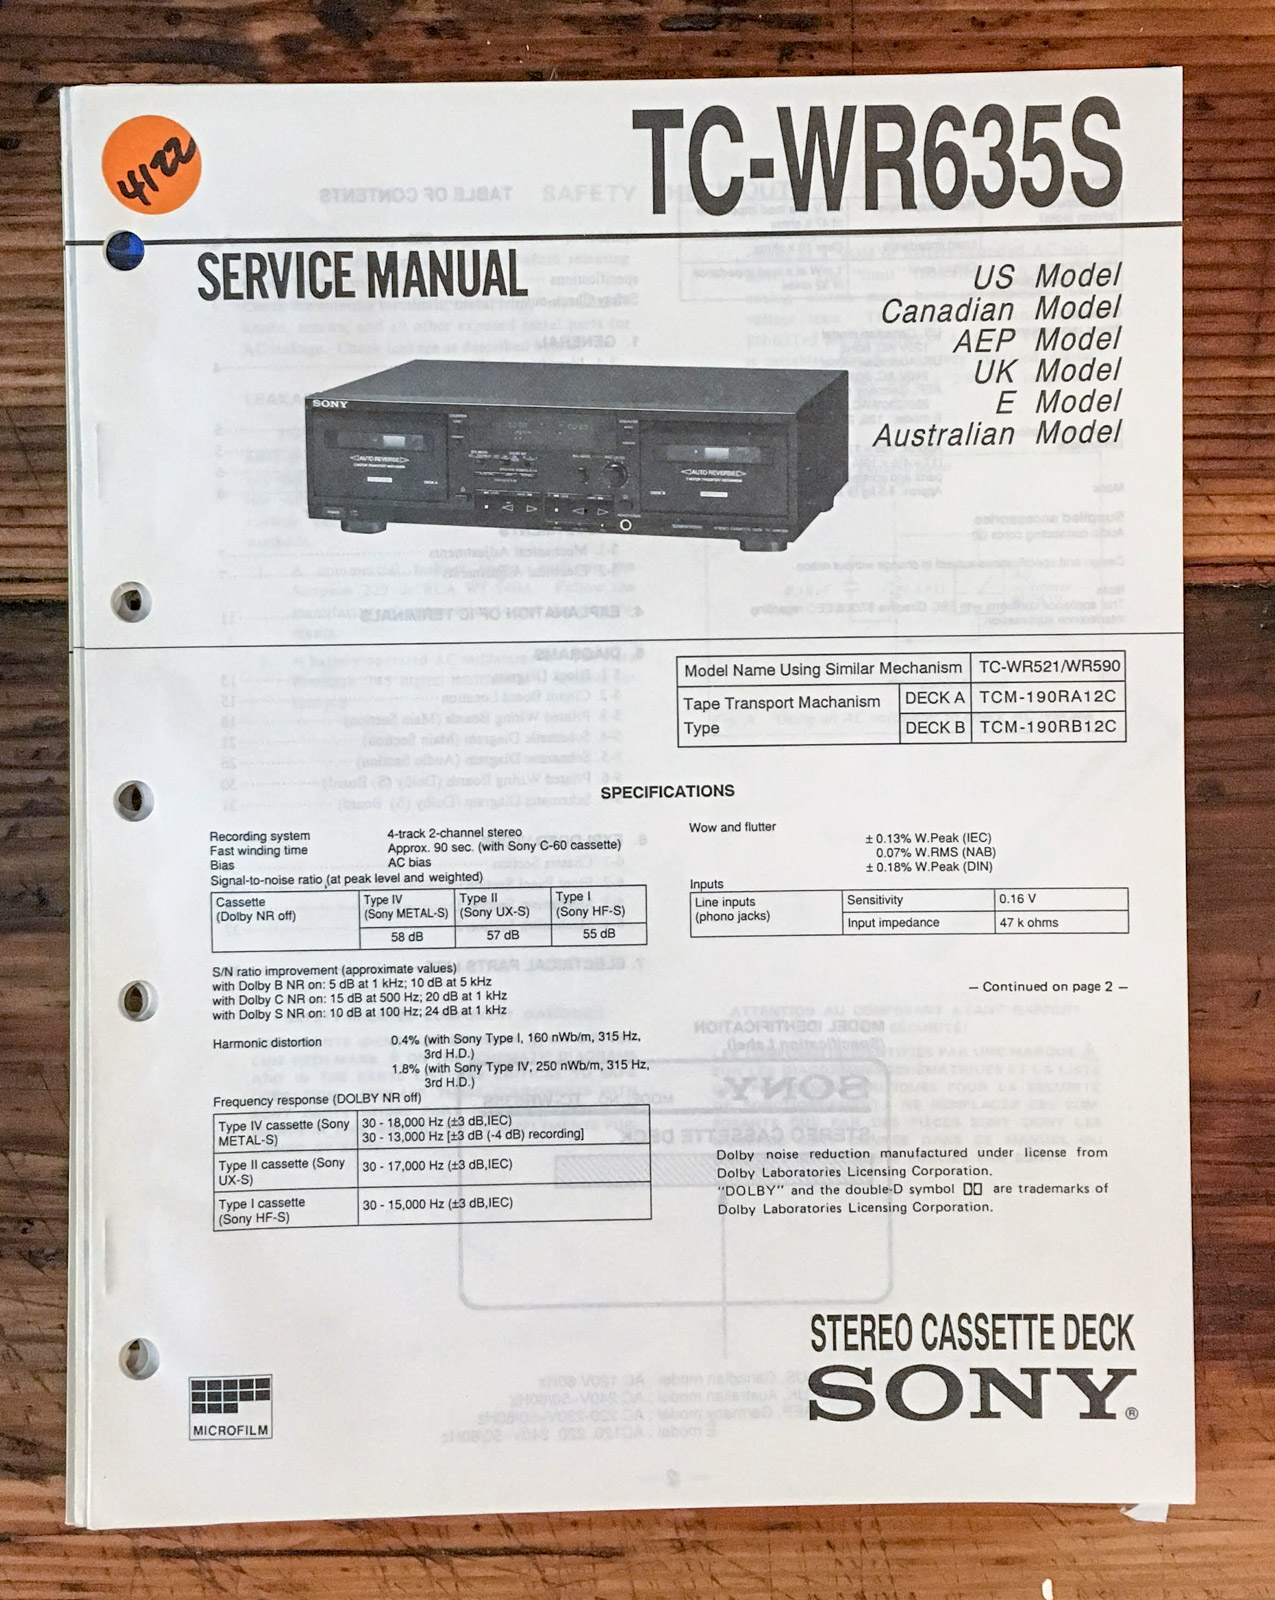 4122
TC-WR635S
SERVICE MANUAL
US Model
Canadian Model
AEP Model
UK Model
E Model
Australian Model
SONY
AUTO REVERSE
DECK A
AUTO REVERSE
DECK B
Model Name Using Similar Mechanism TC-WR521/WR590
Tape Transport Machanism Type DECK A TCM-190RA12C
DECK B TCM-190RB12C
SPECIFICATIONS
Recording system 4-track 2-channel stereo
Fast winding time Approx. 90 sec. (with Sony C-60 cassette)
Bias AC bias
Signal-to-noise ratio (at peak level and weighted)
Cassette (Dolby NR off) Type IV (Sony METAL-S) Type II (Sony UX-S) Type I (Sony HF-S)
58 dB 57 dB 55 dB
S/N ratio improvement (approximate values)
with Dolby B NR on: 5 dB at 1 kHz; 10 dB at 5 kHz
with Dolby C NR on: 15 dB at 500 Hz; 20 dB at 1 kHz
with Dolby S NR on: 10 dB at 100 Hz; 24 dB at 1 kHz
Harmonic distortion 0.4% (with Sony Type I, 160 nWb/m, 315 Hz,
3rd H.D.)
1.8% (with Sony Type IV, 250 nWb/m, 315 Hz,
3rd H.D.)
Frequency response (DOLBY NR off)
Type IV cassette (Sony METAL-S) 30 - 18,000 Hz (±3 dB,IEC)
30 - 13,000 Hz [±3 dB (-4 dB) recording]
Type II cassette (Sony UX-S) 30 - 17,000 Hz (±3 dB,IEC)
Type I cassette (Sony HF-S) 30 - 15,000 Hz (±3 dB,IEC)
Wow and flutter
± 0.13% W.Peak (IEC)
0.07% W.RMS (NAB)
± 0.18% W.Peak (DIN)
Inputs
Line inputs (phono jacks) Sensitivity 0.16 V
Input impedance 47 k ohms
— Continued on page 2 —
Dolby noise reduction manufactured under license from
Dolby Laboratories Licensing Corporation.
"DOLBY" and the double-D symbol are trademarks of
Dolby Laboratories Licensing Corporation.
STEREO CASSETTE DECK
SONY®
MICROFILM